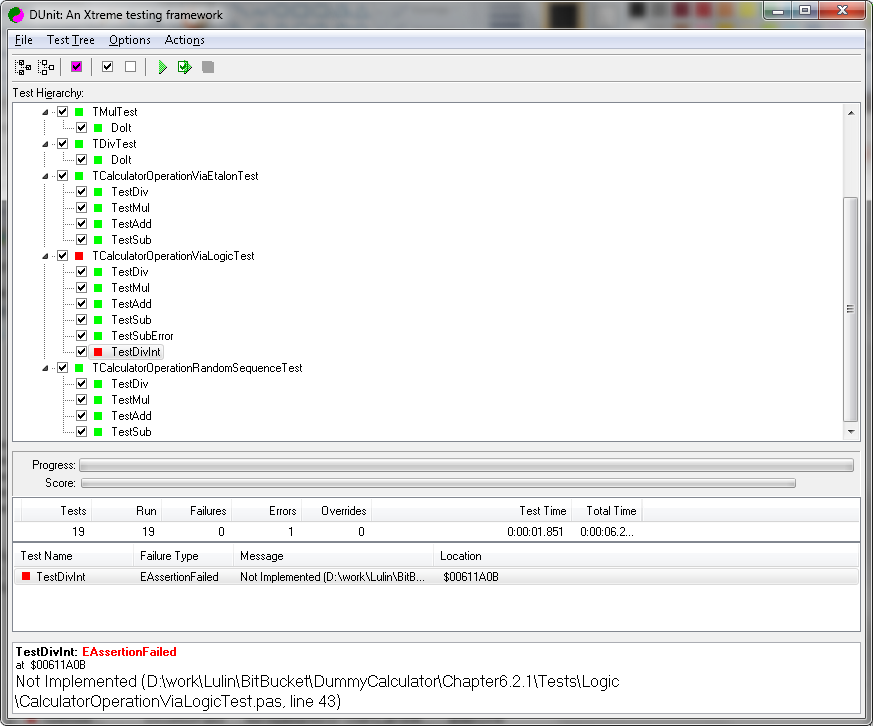 DUnit: An Xtreme testing framework
File Test Tree Options Actions
Test Hierarchy:
TMulTest
DoIt
TDivTest
DoIt
TCalculatorOperationViaEtalonTest
TestDiv
TestMul
TestAdd
TestSub
TCalculatorOperationViaLogicTest
TestDiv
TestMul
TestAdd
TestSub
TestSubError
TestDivInt
TCalculatorOperationRandomSequenceTest
TestDiv
TestMul
TestAdd
TestSub
Progress:
Score:
Tests Run Failures Errors Overrides Test Time Total Time
19 19 0 1 0 0:00:01.851 0:00:06.2...
Test Name Failure Type Message Location
TestDivInt EAssertionFailed Not Implemented (D:\work\Lulin\BitB... $00611A0B
TestDivInt: EAssertionFailed
at $00611A0B
Not Implemented (D:\work\Lulin\BitBucket\DummyCalculator\Chapter6.2.1\Tests\Logic
\CalculatorOperationViaLogicTest.pas, line 43)